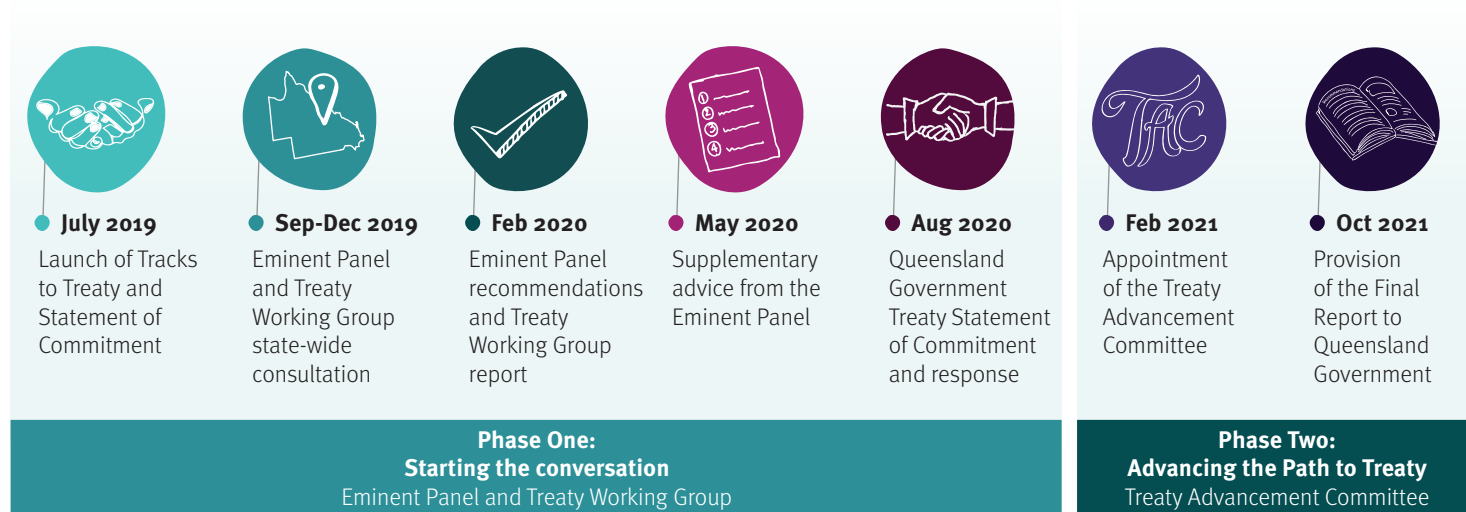 TAC
July 2019
Launch of Tracks
to Treaty and
Statement of
Commitment
Sep-Dec 2019
Eminent Panel
and Treaty
Working Group
state-wide
consultation
Feb 2020
Eminent Panel
recommendations
and Treaty
Working Group
report
1
2
3
4
May 2020
Supplementary
advice from the
Eminent Panel
Aug 2020
Queensland
Government
Treaty Statement
of Commitment
and response
Feb 2021
Appointment
of the Treaty
Advancement
Committee
Oct 2021
Provision
of the Final
Report to
Queensland
Government
Phase One:
Starting the conversation
Eminent Panel and Treaty Working Group
Phase Two:
Advancing the Path to Treaty
Treaty Advancement Committee